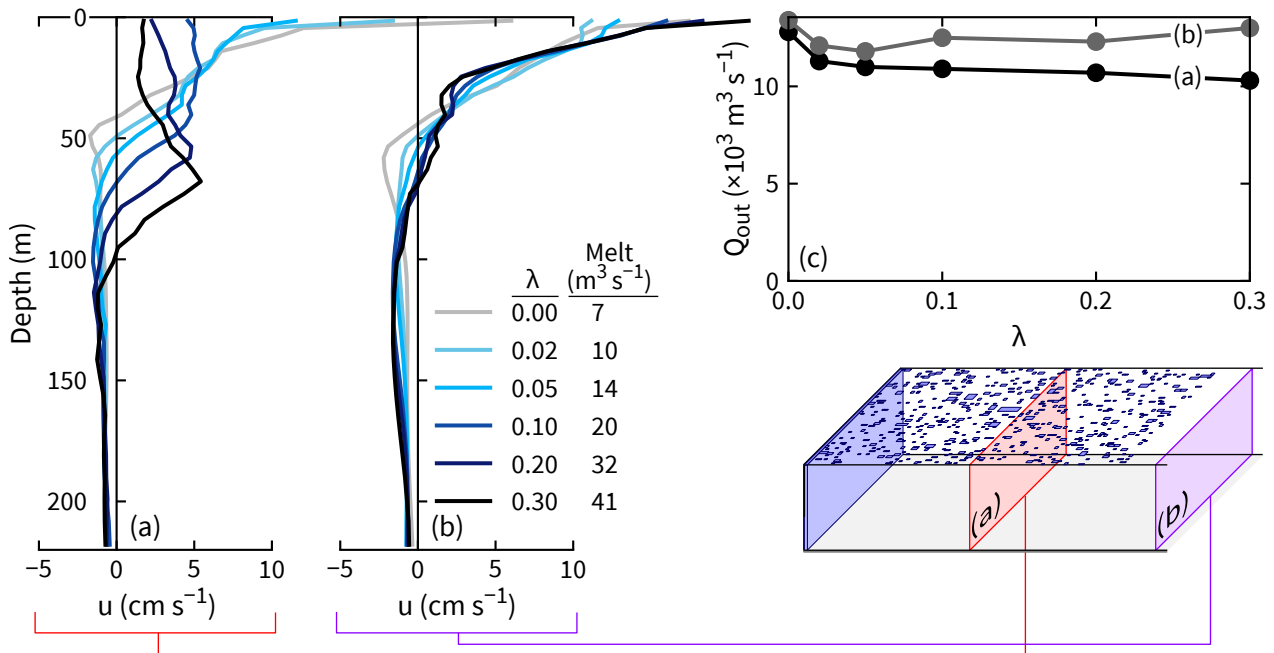 0
50
100
150
200
Depth (m)
(a)
−5 0 5 10
u (cm s⁻¹)
(b)
−5 0 5 10
u (cm s⁻¹)
λ Melt (m³ s⁻¹)
0.00 7
0.02 10
0.05 14
0.10 20
0.20 32
0.30 41
10
5
0
Qout (×10³ m³ s⁻¹)
(b)
(a)
(c)
0.0 0.1 0.2 0.3
λ
(a)
(b)